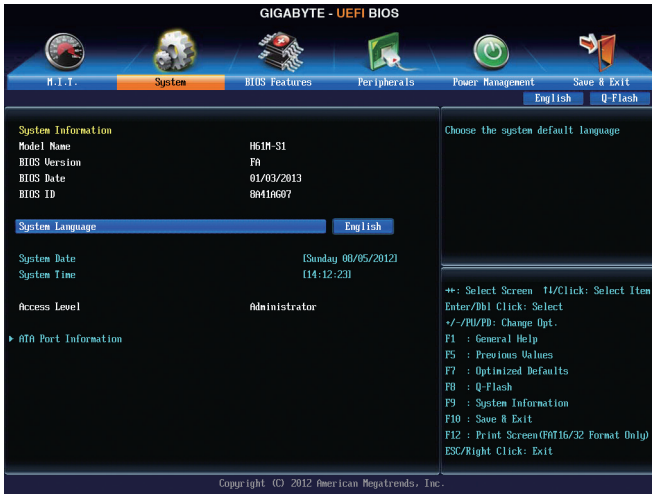 GIGABYTE - UEFI BIOS
M.I.T. System BIOS Features Peripherals Power Management Save & Exit
English Q-Flash
System Information
Model Name H61M-S1
BIOS Version FA
BIOS Date 01/03/2013
BIOS ID 8A41AG07
System Language English
System Date [Sunday 08/05/2012]
System Time [14:12:23]
Access Level Administrator
ATA Port Information
Choose the system default language
→←: Select Screen ↑↓/Click: Select Item
Enter/Dbl Click: Select
+/-/PU/PD: Change Opt.
F1 : General Help
F5 : Previous Values
F7 : Optimized Defaults
F8 : Q-Flash
F9 : System Information
F10 : Save & Exit
F12 : Print Screen(FAT16/32 Format Only)
ESC/Right Click: Exit
Copyright (C) 2012 American Megatrends, Inc.